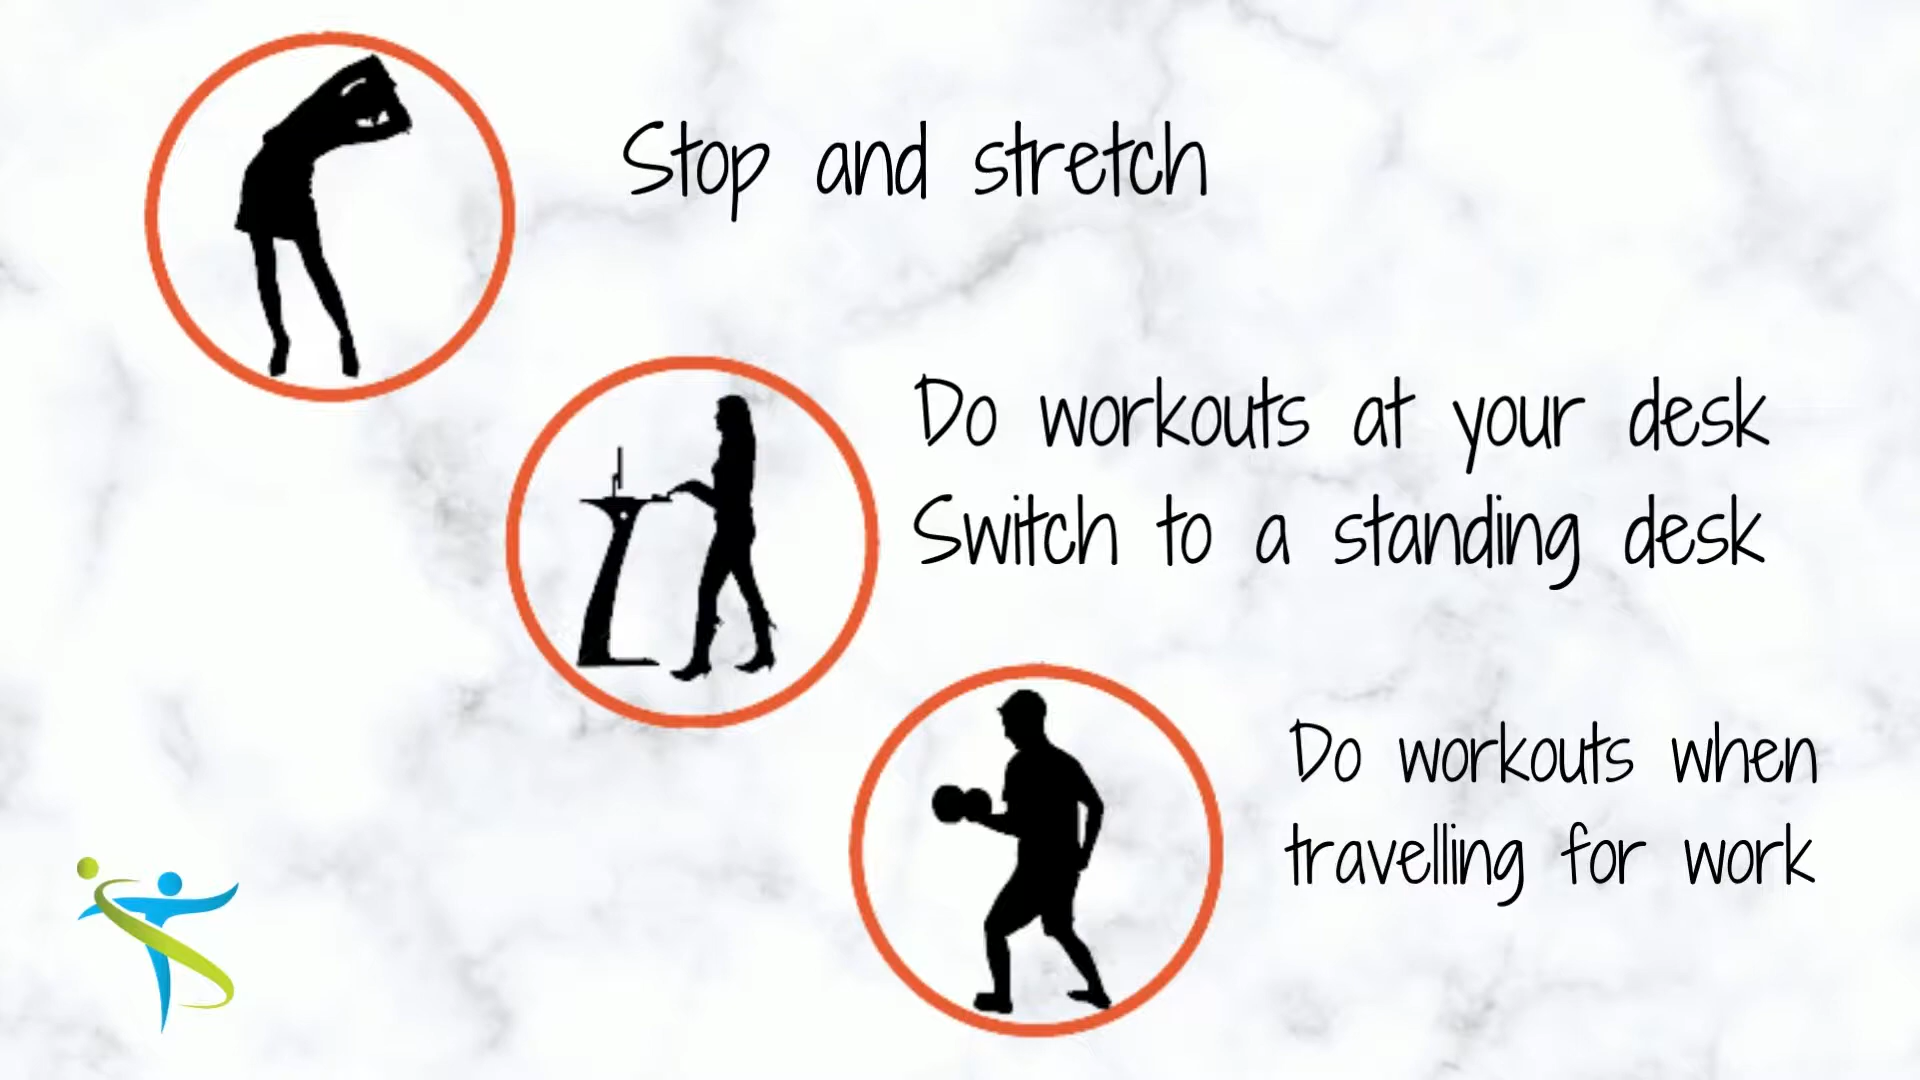 Stop and stretch
Do workouts at your desk
Switch to a standing desk
Do workouts when
travelling for work